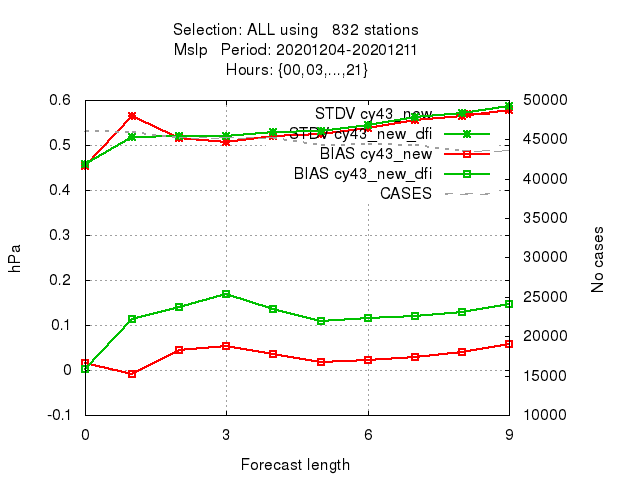 Selection: ALL using 832 stations
Mslp Period: 20201204-20201211
Hours: {00,03,...,21}
0.6 50000
STDV cy43_new
STDV cy43_new_dfi
0.5 45000
BIAS cy43_new
BIAS cy43_new_dfi
0.4 40000
CASES
35000
0.3
30000
0.2
25000
0.1
20000
0
15000
-0.1 10000
hPa
No cases
0 3 6 9
Forecast length